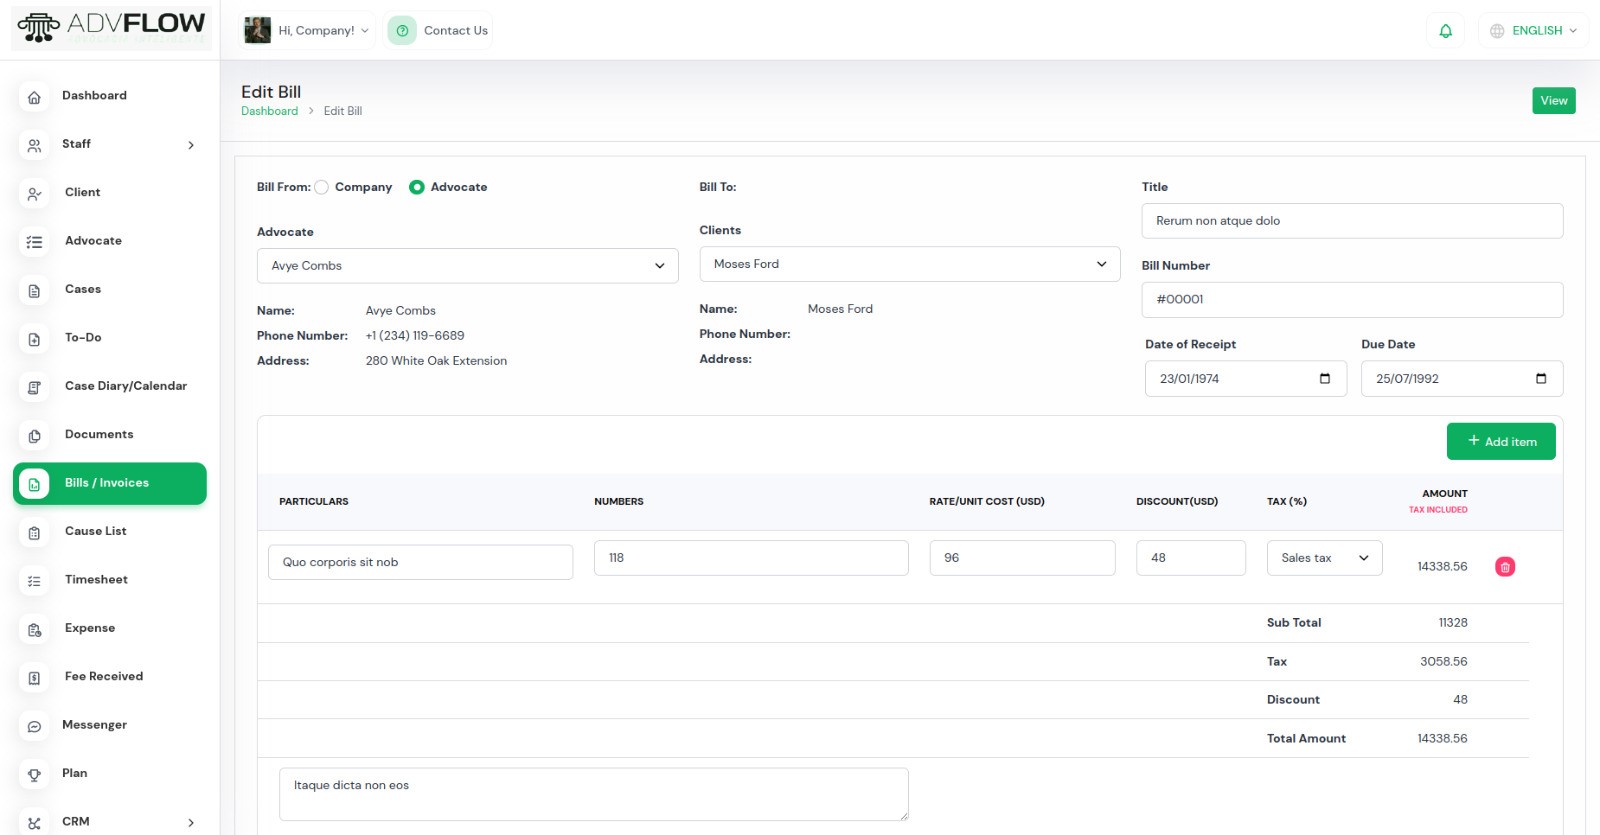 ADVFLOW
Hi, Company!
Contact Us
ENGLISH
Dashboard
Staff
Client
Advocate
Cases
To-Do
Case Diary/Calendar
Documents
Bills / Invoices
Cause List
Timesheet
Expense
Fee Received
Messenger
Plan
CRM
Edit Bill
Dashboard > Edit Bill
View
Bill From: Company Advocate
Advocate
Avye Combs
Name: Avye Combs
Phone Number: +1 (234) 119-6689
Address: 280 White Oak Extension
Bill To:
Clients
Moses Ford
Name: Moses Ford
Phone Number:
Address:
Title
Rerum non atque dolo
Bill Number
#00001
Date of Receipt Due Date
23/01/1974 25/07/1992
+ Add item
PARTICULARS NUMBERS RATE/UNIT COST (USD) DISCOUNT(USD) TAX (%) AMOUNT
TAX INCLUDED
Quo corporis sit nob 118 96 48 Sales tax 14338.56
Sub Total 11328
Tax 3058.56
Discount 48
Total Amount 14338.56
Itaque dicta non eos